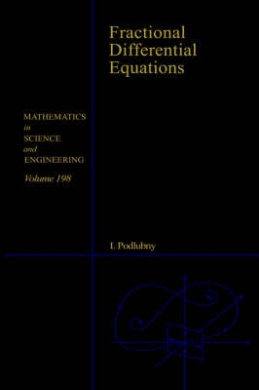 Fractional
Differential
Equations
MATHEMATICS
in
SCIENCE
and
ENGINEERING
Volume 198
I. Podlubny